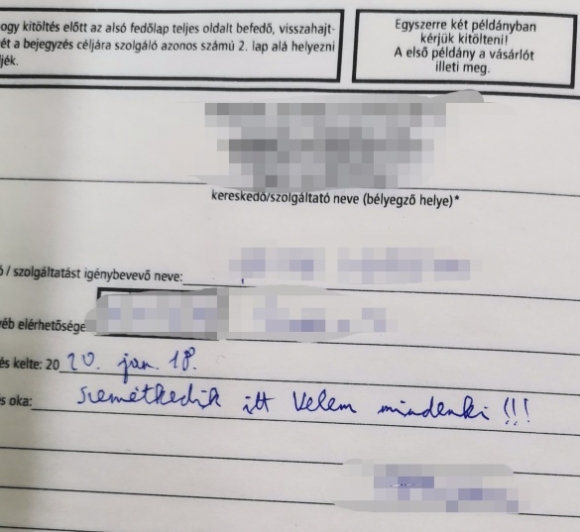 ogy kitöltés előtt az alsó fedőlap teljes oldalt befedő, visszahajt-
ét a bejegyzés céljára szolgáló azonos számú 2. lap alá helyezni
jék.
Egyszerre két példányban
kérjük kitölteni!
A első példány a vásárlót
illeti meg.
kereskedő/szolgáltató neve (bélyegző helye)*
ó / szolgáltatást igénybevevő neve:
éb elérhetősége
és kelte: 20 20. jan. 18.
s oka: szemétkedik itt Velem mindenki !!!